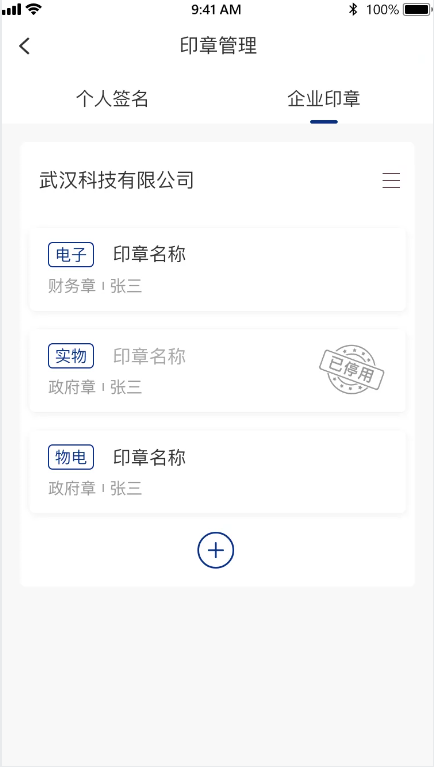 9:41 AM 100%
印章管理
个人签名 企业印章
武汉科技有限公司
电子 印章名称
财务章 | 张三
实物 印章名称
政府章 | 张三
已停用
物电 印章名称
政府章 | 张三